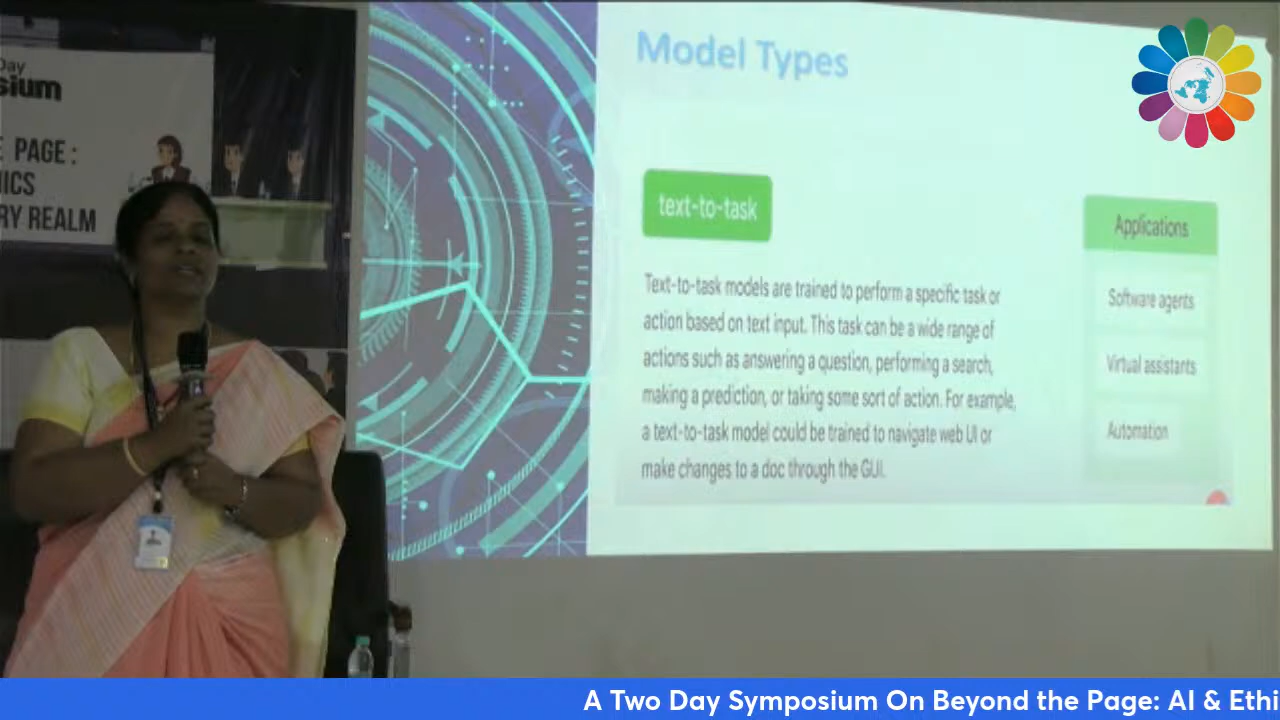 Day
sium
E PAGE :
HICS
RY REALM
Model Types
text-to-task
Text-to-task models are trained to perform a specific task or
action based on text input. This task can be a wide range of
actions such as answering a question, performing a search,
making a prediction, or taking some sort of action. For example,
a text-to-task model could be trained to navigate web UI or
make changes to a doc through the GUI.
Applications
Software agents
Virtual assistants
Automation
A Two Day Symposium On Beyond the Page: AI & Ethi